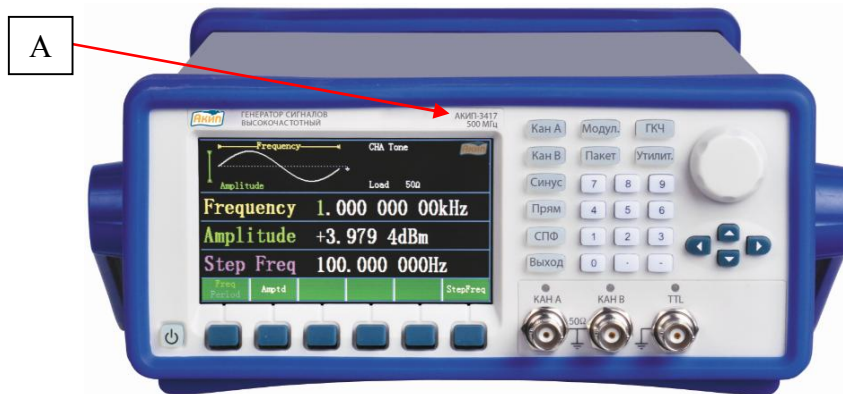 A
АКИП
ГЕНЕРАТОР СИГНАЛОВ
ВЫСОКОЧАСТОТНЫЙ
АКИП-3417
500 МГц
Frequency
CHA Tone
АКИП
Amplitude
Load 50Ω
Frequency 1.000 000 00kHz
Amplitude +3.979 4dBm
Step Freq 100.000 000Hz
Freq
Period
Amptd
StepFreq
Кан A
Модул.
ГКЧ
Кан B
Пакет
Утилит.
Синус
7 8 9
Прям
4 5 6
СПФ
1 2 3
Выход
0 · -
КАН A
КАН B
TTL
50Ω